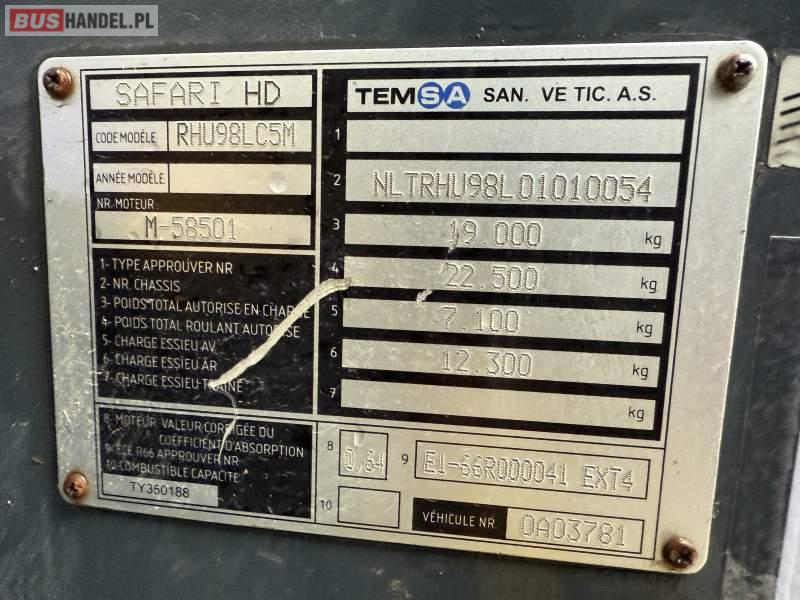 BUSHANDEL.PL
SAFARI HD
CODE MODÈLE: RHU98LC5M
ANNÉE MODÈLE:
NR. MOTEUR:
M-58501
1- TYPE APPROUVER NR
2- NR. CHASSIS
3- POIDS TOTAL AUTORISE EN CHARGE
4- POIDS TOTAL ROULANT AUTORISE
5- CHARGE ESSIEU AV
6- CHARGE ESSIEU AR
7- CHARGE ESSIEU TRAINE
8- MOTEUR VALEUR CORRIGÉE DU
COEFFICIENT D'ABSORPTION
9- ECE R66 APPROUVER NR
10- COMBUSTIBLE CAPACITE
TY350188
TEMSA SAN. VE TIC. A.S.
1
2 NLTRHU98L01010054
3 19.000 kg
4 22.500 kg
5 7.100 kg
6 12.300 kg
7 kg
8 0,64 9 E1-66R000041 EXT4
10 VÉHICULE NR 0A03781